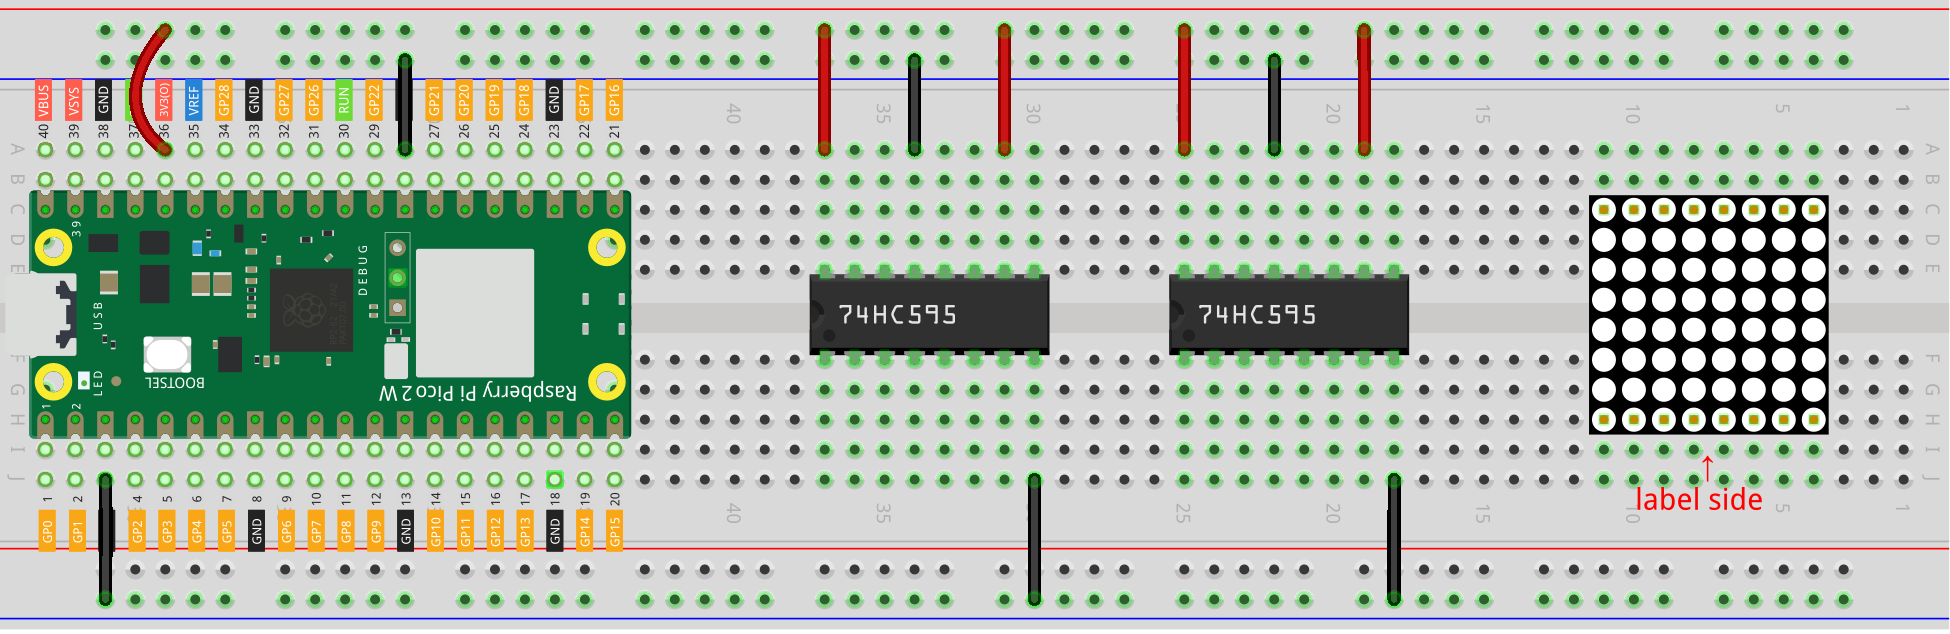 VBUS VSYS GND 3V3(O) VREF GP28 GND GP27 GP26 RUN GP22 GP21 GP20 GP19 GP18 GND GP17 GP16
40 39 38 37 36 35 34 33 32 31 30 29 27 26 25 24 23 22 21
40 35 30 20 15 10 5 1
A A
B B
C C
D D
E E
39
DEBUG
USB
74HC595 74HC595
BOOTSEL
LED
Raspberry Pi Pico 2 W
1 2
F F
G G
H H
I I
J J
1 2 4 5 6 7 8 9 10 11 12 13 14 15 16 17 18 19 20
GP0 GP1 GP2 GP3 GP4 GP5 GND GP6 GP7 GP8 GP9 GND GP10 GP11 GP12 GP13 GND GP14 GP15
40 35 25 20 15 10 5 1
label side